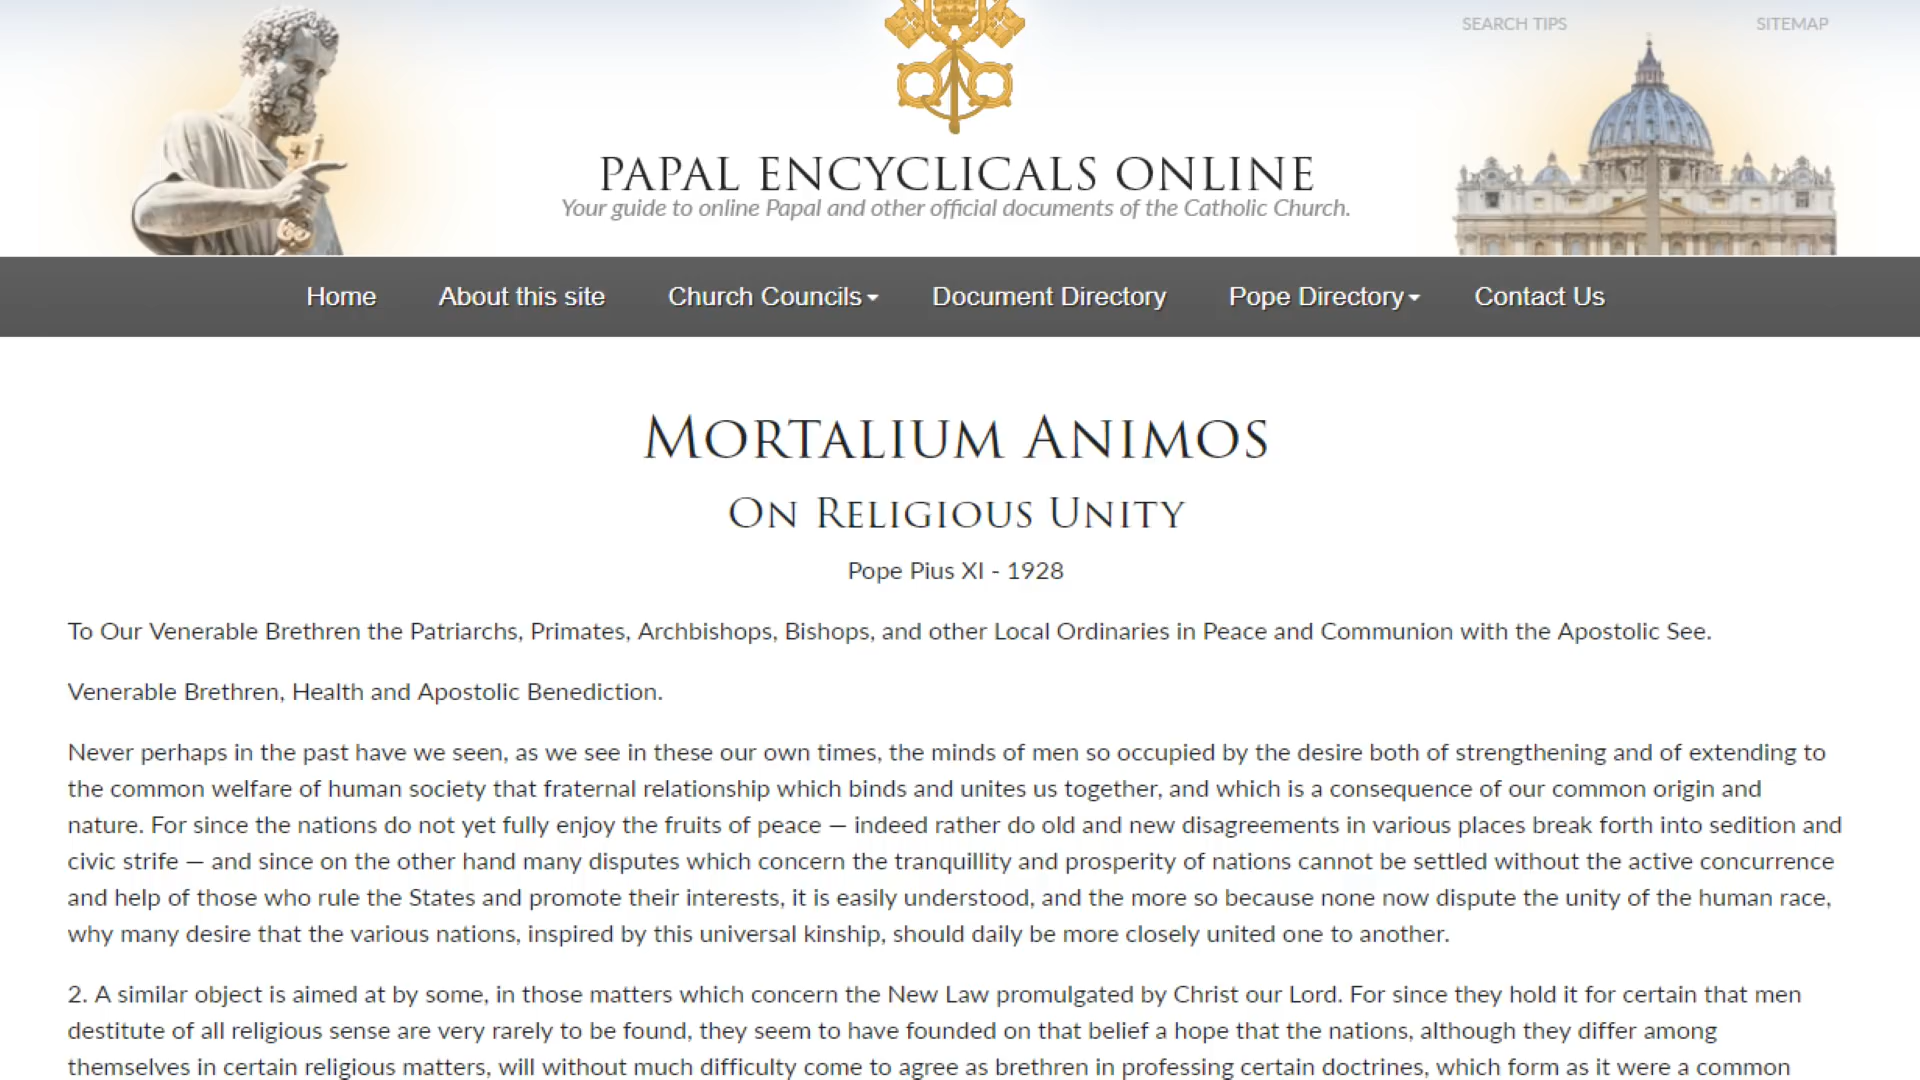 SEARCH TIPS
SITEMAP
PAPAL ENCYCLICALS ONLINE
Your guide to online Papal and other official documents of the Catholic Church.
Home
About this site
Church Councils
Document Directory
Pope Directory
Contact Us
MORTALIUM ANIMOS
ON RELIGIOUS UNITY
Pope Pius XI - 1928
To Our Venerable Brethren the Patriarchs, Primates, Archbishops, Bishops, and other Local Ordinaries in Peace and Communion with the Apostolic See.
Venerable Brethren, Health and Apostolic Benediction.
Never perhaps in the past have we seen, as we see in these our own times, the minds of men so occupied by the desire both of strengthening and of extending to
the common welfare of human society that fraternal relationship which binds and unites us together, and which is a consequence of our common origin and
nature. For since the nations do not yet fully enjoy the fruits of peace — indeed rather do old and new disagreements in various places break forth into sedition and
civic strife — and since on the other hand many disputes which concern the tranquillity and prosperity of nations cannot be settled without the active concurrence
and help of those who rule the States and promote their interests, it is easily understood, and the more so because none now dispute the unity of the human race,
why many desire that the various nations, inspired by this universal kinship, should daily be more closely united one to another.
2. A similar object is aimed at by some, in those matters which concern the New Law promulgated by Christ our Lord. For since they hold it for certain that men
destitute of all religious sense are very rarely to be found, they seem to have founded on that belief a hope that the nations, although they differ among
themselves in certain religious matters, will without much difficulty come to agree as brethren in professing certain doctrines, which form as it were a common